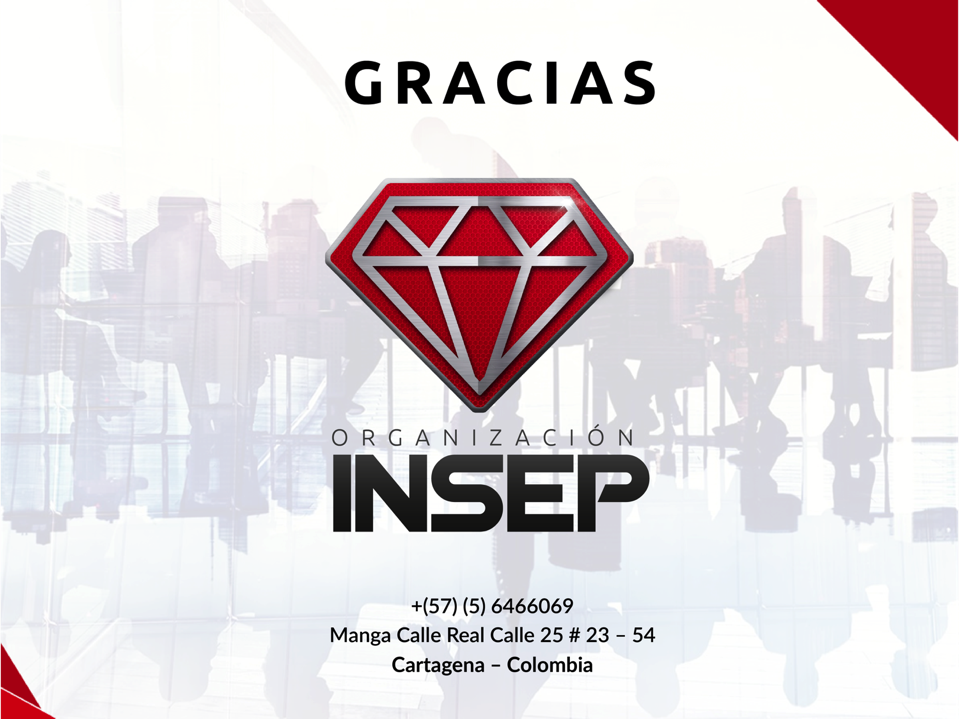 GRACIAS
ORGANIZACIÓN
INSEP
+(57) (5) 6466069
Manga Calle Real Calle 25 # 23 – 54
Cartagena – Colombia